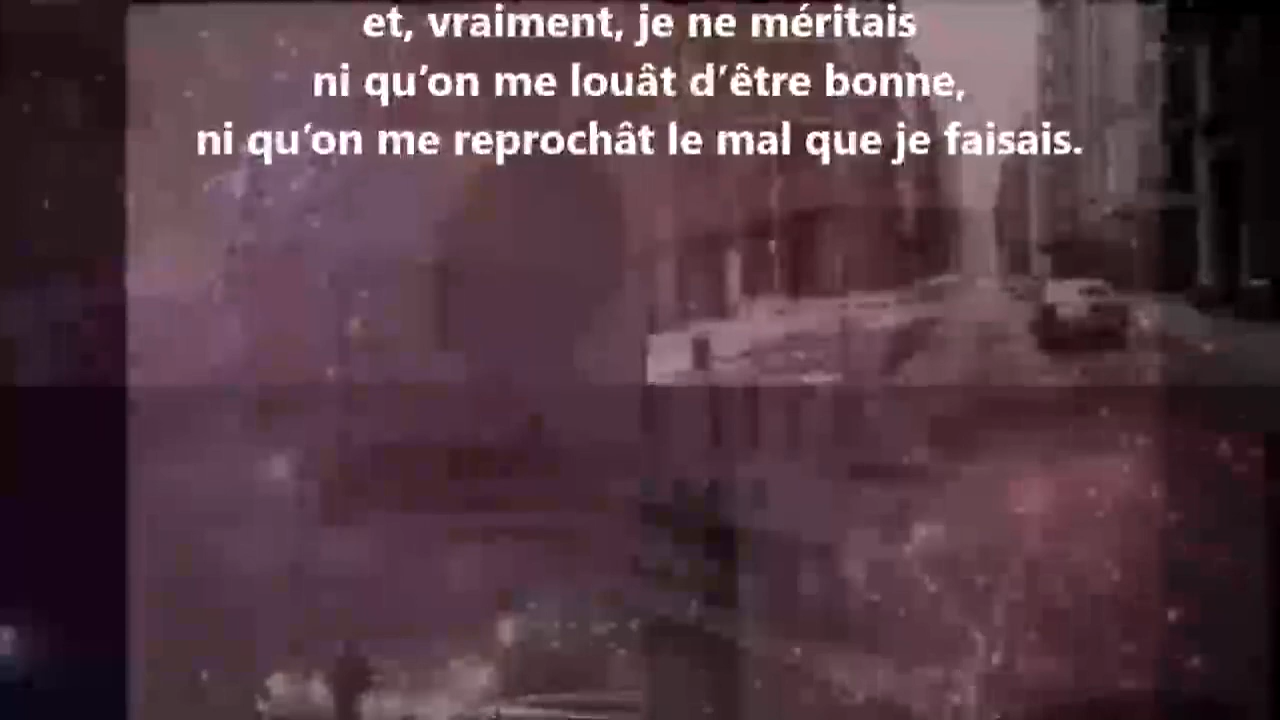 et, vraiment, je ne méritais
ni qu’on me louât d’être bonne,
ni qu’on me reprochât le mal que je faisais.